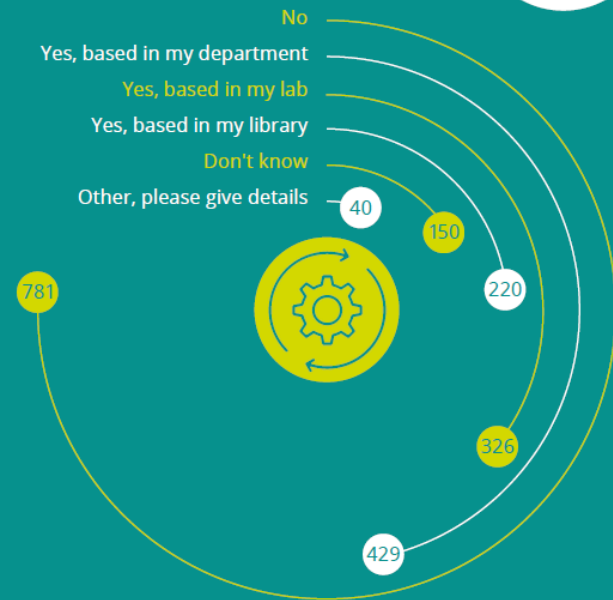 No
Yes, based in my department
Yes, based in my lab
Yes, based in my library
Don't know
Other, please give details
40
150
220
781
326
429